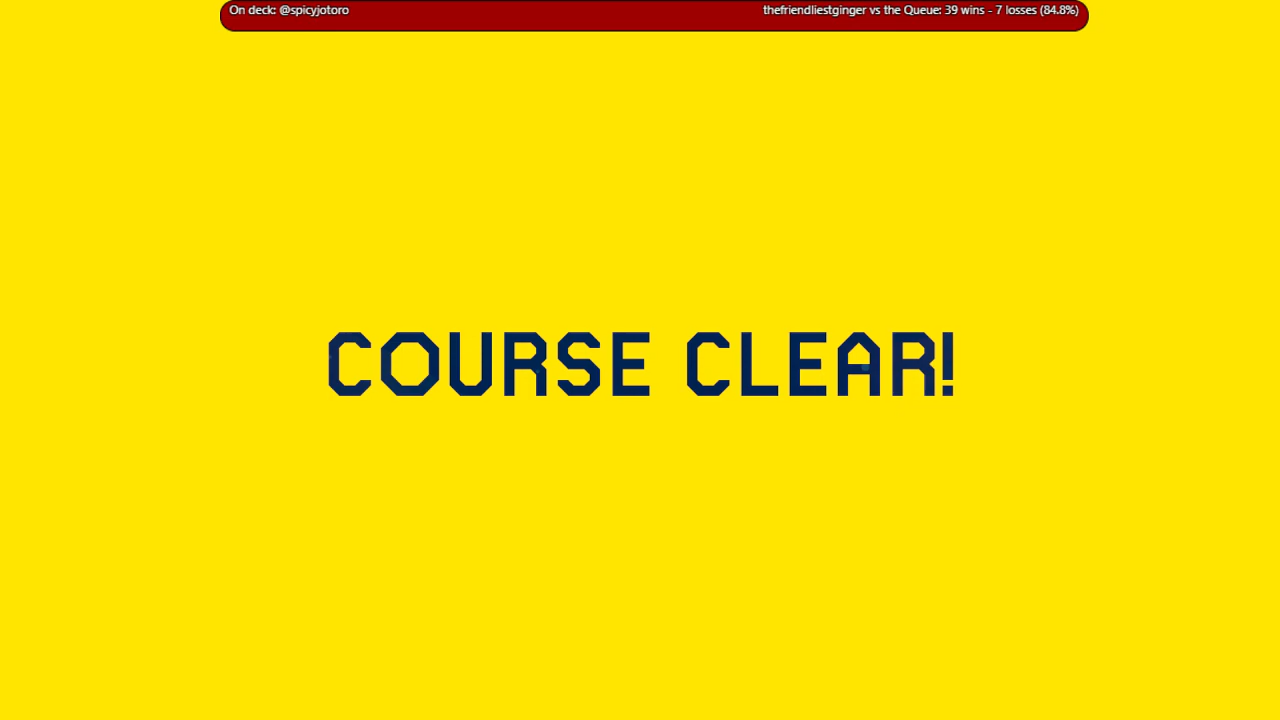 On deck: @spicyjotoro thefriendliestginger vs the Queue: 39 wins - 7 losses (84.8%)
COURSE CLEAR!